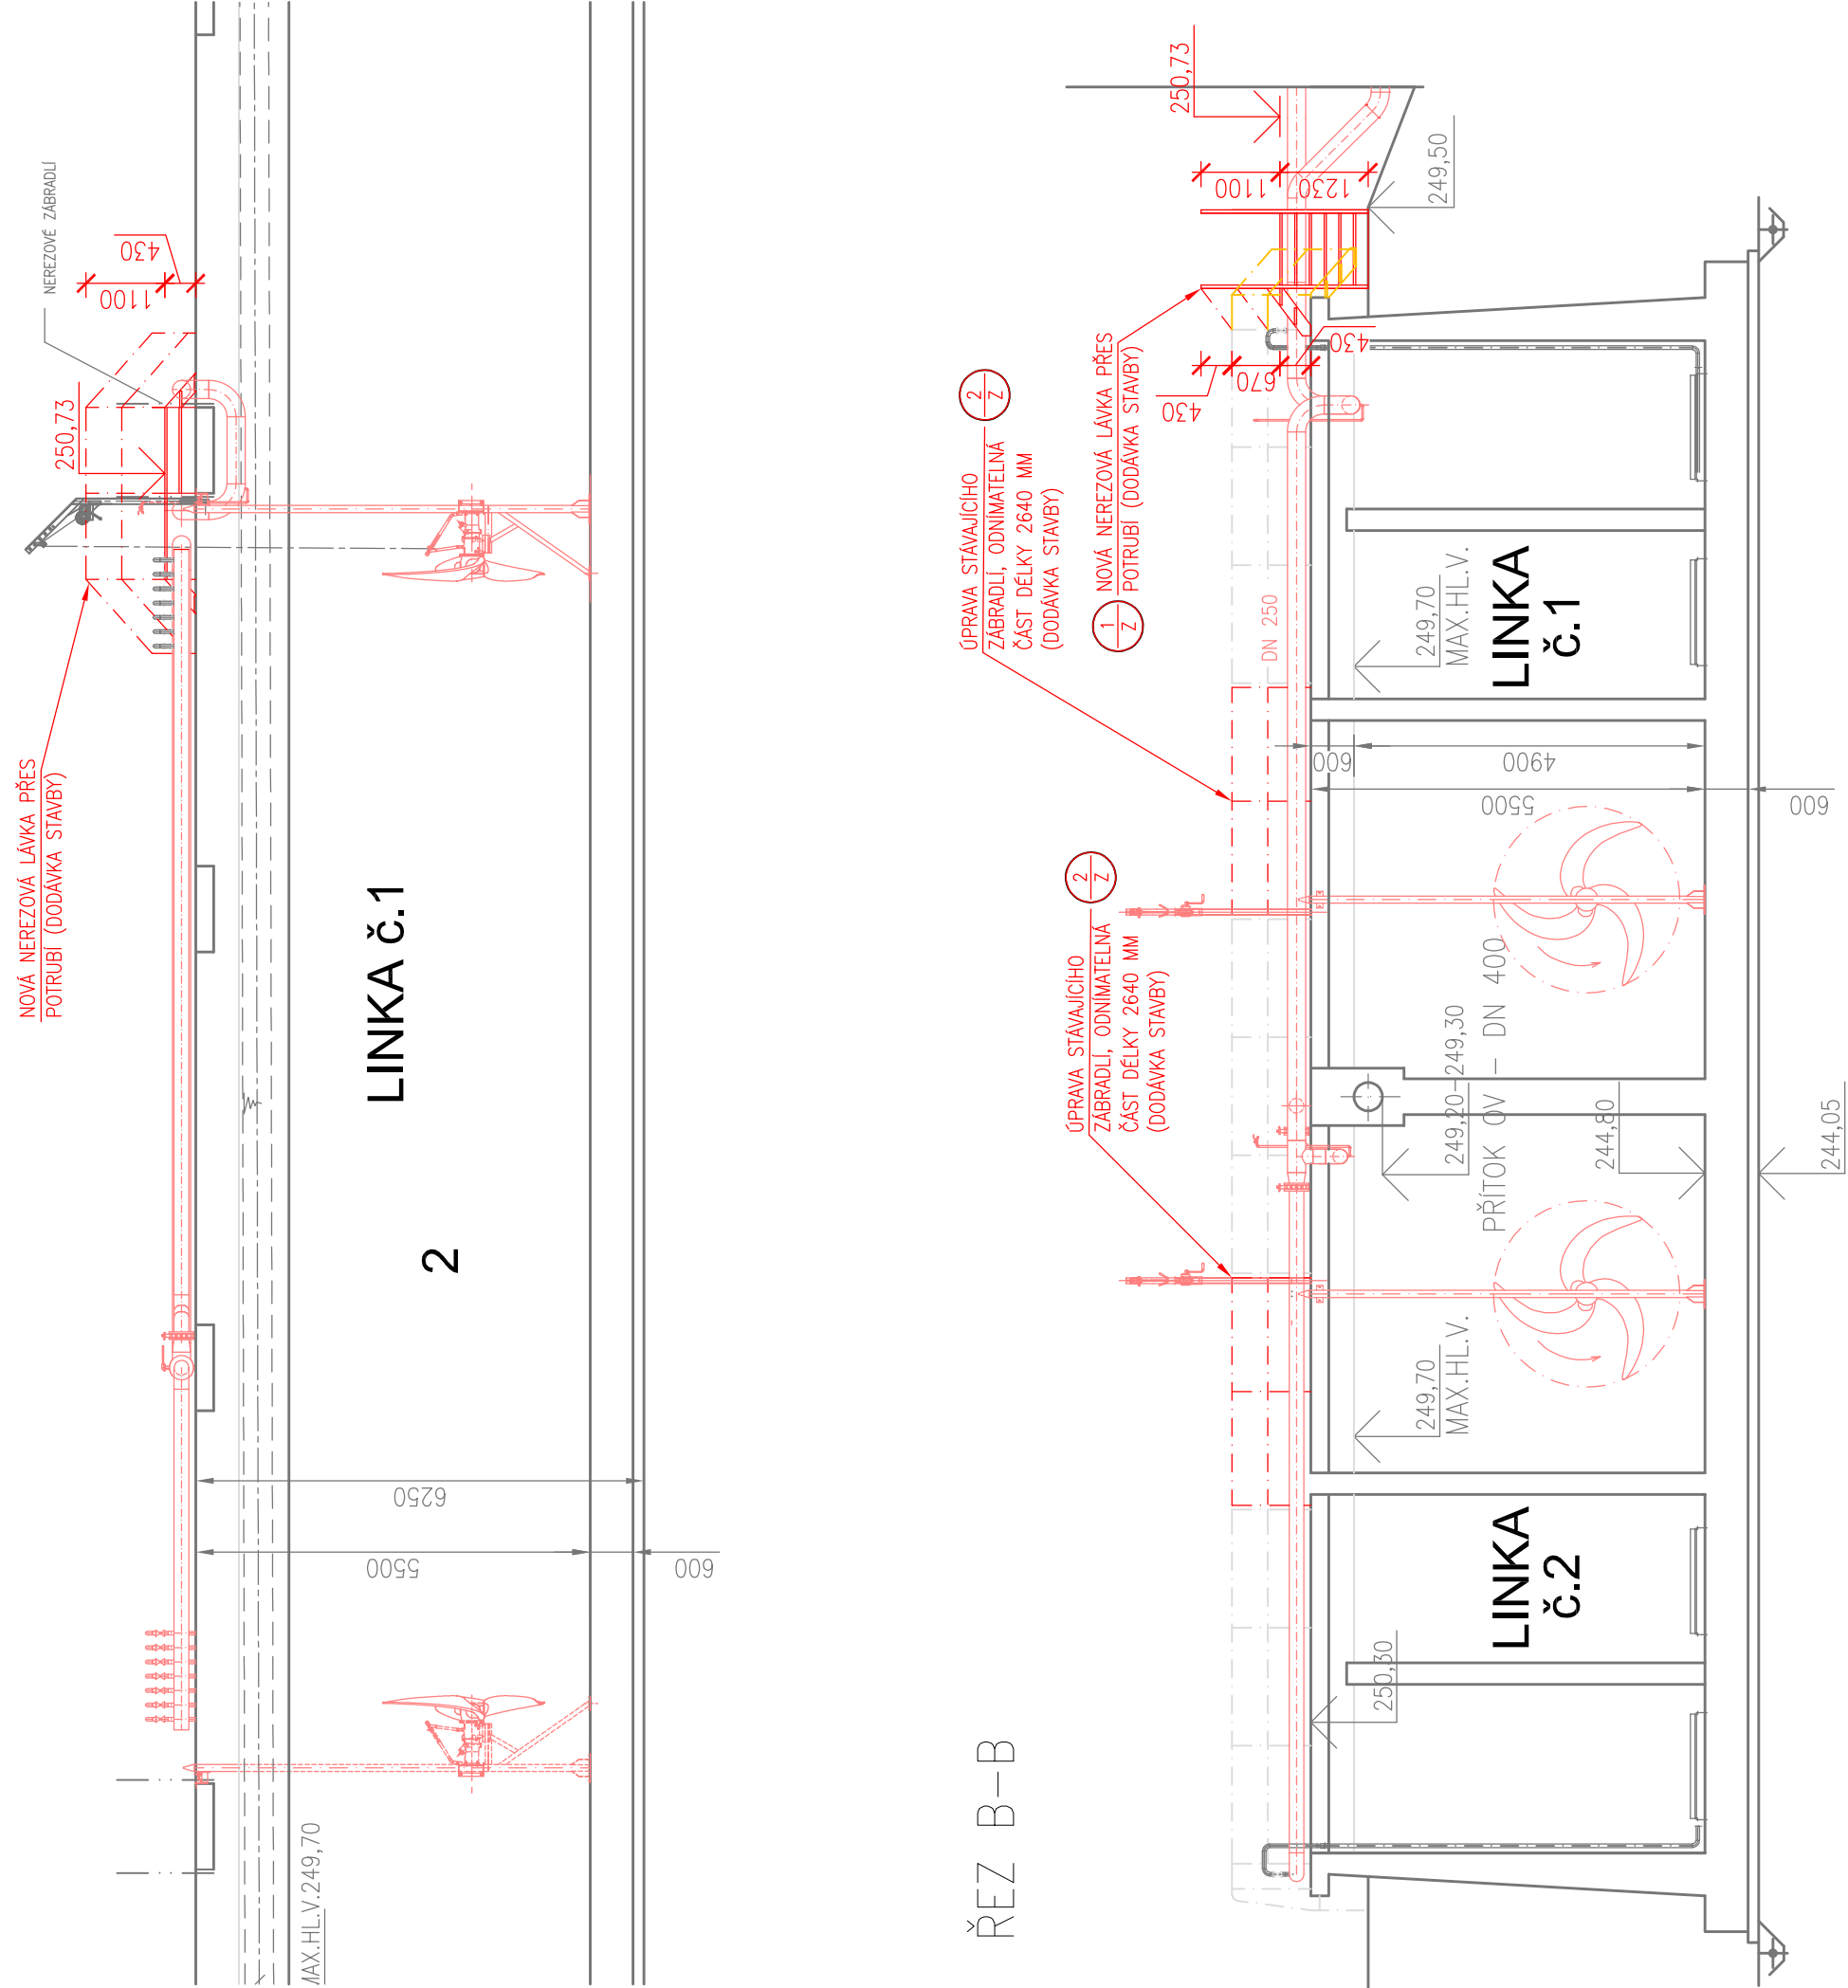 NEREZOVÉ ZÁBRADLÍ
430
1100
250,73
NOVÁ NEREZOVÁ LÁVKA PŘES
POTRUBÍ (DODÁVKA STAVBY)
LINKA č.1
2
6250
5500
600
MAX.HL.V.249,70
ŘEZ B-B
250,73
1100
1230
249,50
430
670
430
2
Z
ÚPRAVA STÁVAJÍCÍHO
ZÁBRADLÍ, ODNÍMATELNÁ
ČÁST DÉLKY 2640 MM
(DODÁVKA STAVBY)
1
Z
NOVÁ NEREZOVÁ LÁVKA PŘES
POTRUBÍ (DODÁVKA STAVBY)
DN 250
249,70
MAX.HL.V.
LINKA
č.1
600
4900
5500
600
2
Z
ÚPRAVA STÁVAJÍCÍHO
ZÁBRADLÍ, ODNÍMATELNÁ
ČÁST DÉLKY 2640 MM
(DODÁVKA STAVBY)
249,20-249,30
PŘÍTOK OV - DN 400
244,80
244,05
249,70
MAX.HL.V.
LINKA
č.2
250,30